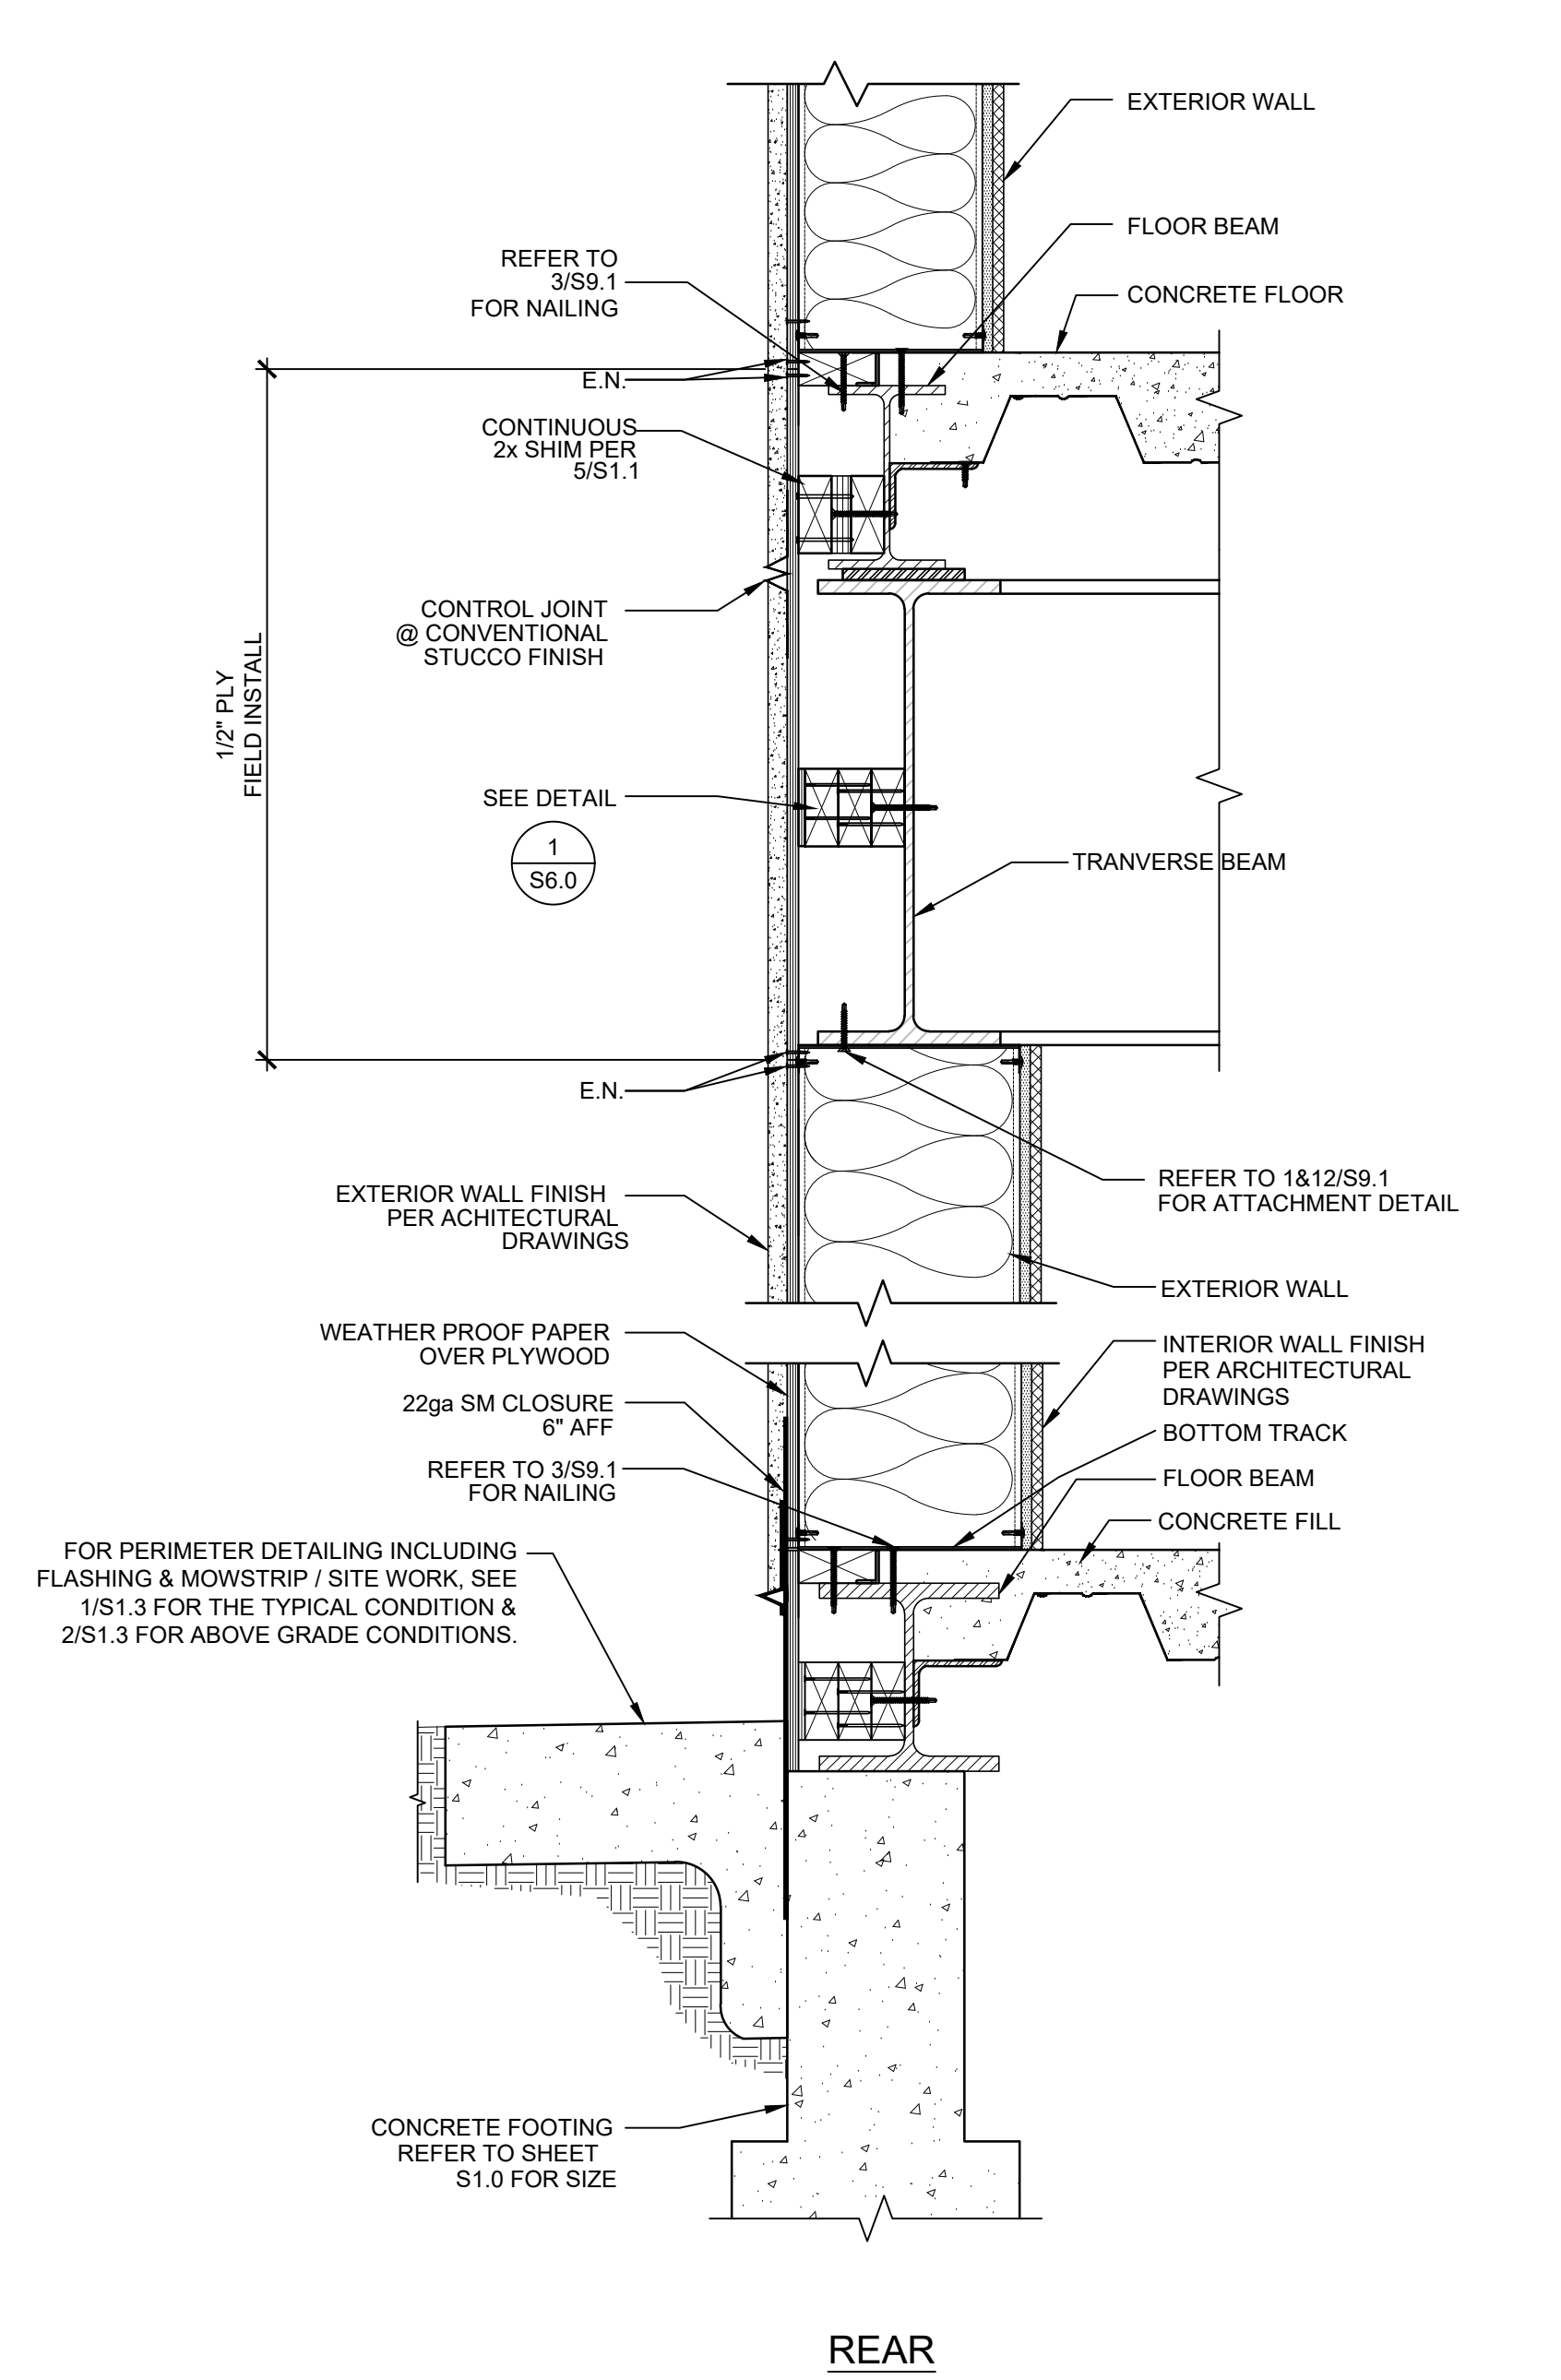 EXTERIOR WALL
FLOOR BEAM
CONCRETE FLOOR
REFER TO
3/S9.1
FOR NAILING
E.N.
CONTINUOUS
2x SHIM PER
5/S1.1
CONTROL JOINT
@ CONVENTIONAL
STUCCO FINISH
1/2" PLY
FIELD INSTALL
SEE DETAIL
1
S6.0
TRANVERSE BEAM
E.N.
REFER TO 1&12/S9.1
FOR ATTACHMENT DETAIL
EXTERIOR WALL FINISH
PER ACHITECTURAL
DRAWINGS
EXTERIOR WALL
WEATHER PROOF PAPER
OVER PLYWOOD
INTERIOR WALL FINISH
PER ARCHITECTURAL
DRAWINGS
22ga SM CLOSURE
6" AFF
BOTTOM TRACK
REFER TO 3/S9.1
FOR NAILING
FLOOR BEAM
CONCRETE FILL
FOR PERIMETER DETAILING INCLUDING
FLASHING & MOWSTRIP / SITE WORK, SEE
1/S1.3 FOR THE TYPICAL CONDITION &
2/S1.3 FOR ABOVE GRADE CONDITIONS.
CONCRETE FOOTING
REFER TO SHEET
S1.0 FOR SIZE
REAR